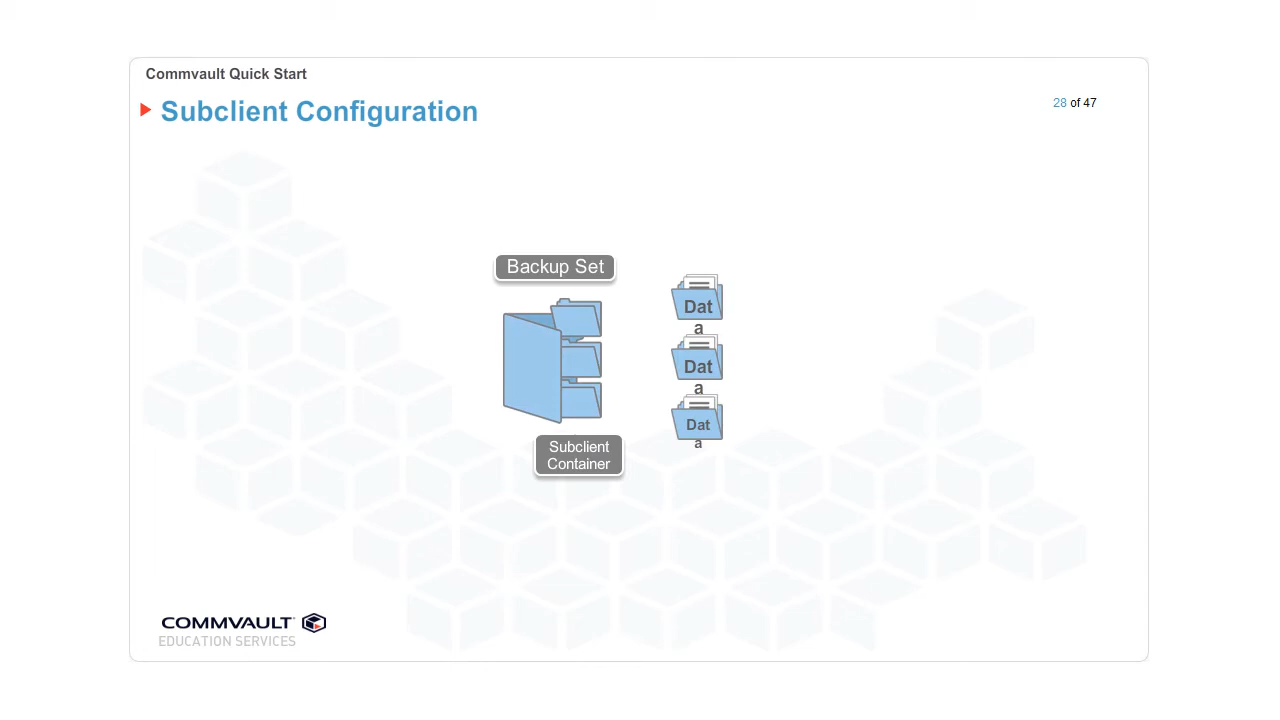 Commvault Quick Start
Subclient Configuration
28 of 47
Backup Set
Dat
a
Dat
a
Dat
a
Subclient
Container
COMMVAULT
EDUCATION SERVICES